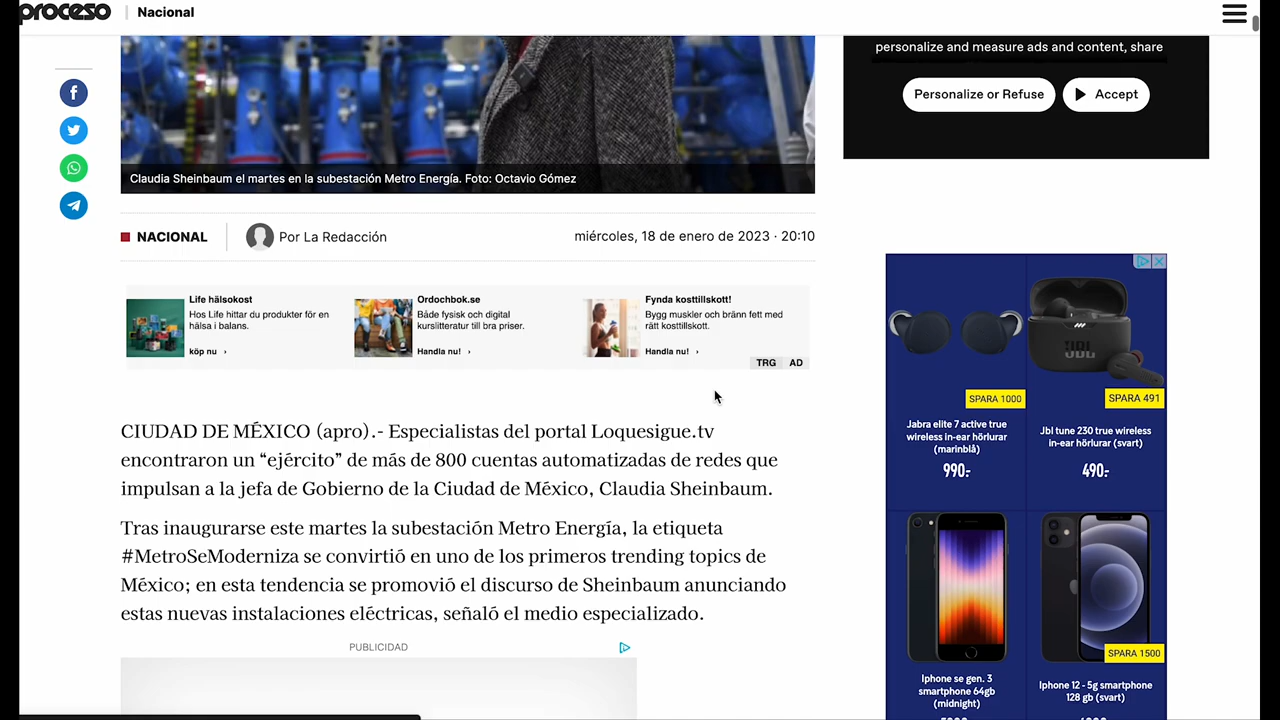 proceso
Nacional
personalize and measure ads and content, share
Personalize or Refuse
Accept
Claudia Sheinbaum el martes en la subestación Metro Energía. Foto: Octavio Gómez
NACIONAL
Por La Redacción
miércoles, 18 de enero de 2023 · 20:10
Life hälsokost
Hos Life hittar du produkter för en
hälsa i balans.
köp nu ›
Ordochbok.se
Både fysisk och digital
kurslitteratur till bra priser.
Handla nu! ›
Fynda kosttillskott!
Bygg muskler och bränn fett med
rätt kosttillskott.
Handla nu! ›
TRG AD
CIUDAD DE MÉXICO (apro).- Especialistas del portal Loquesigue.tv
encontraron un “ejército” de más de 800 cuentas automatizadas de redes que
impulsan a la jefa de Gobierno de la Ciudad de México, Claudia Sheinbaum.
Tras inaugurarse este martes la subestación Metro Energía, la etiqueta
#MetroSeModerniza se convirtió en uno de los primeros trending topics de
México; en esta tendencia se promovió el discurso de Sheinbaum anunciando
estas nuevas instalaciones eléctricas, señaló el medio especializado.
PUBLICIDAD
SPARA 1000
Jabra elite 7 active true
wireless in-ear hörlurar
(marinblå)
990:-
JBL
SPARA 491
Jbl tune 230 true wireless
in-ear hörlurar (svart)
490:-
Iphone se gen. 3
smartphone 64gb
(midnight)
SPARA 1500
Iphone 12 - 5g smartphone
128 gb (svart)